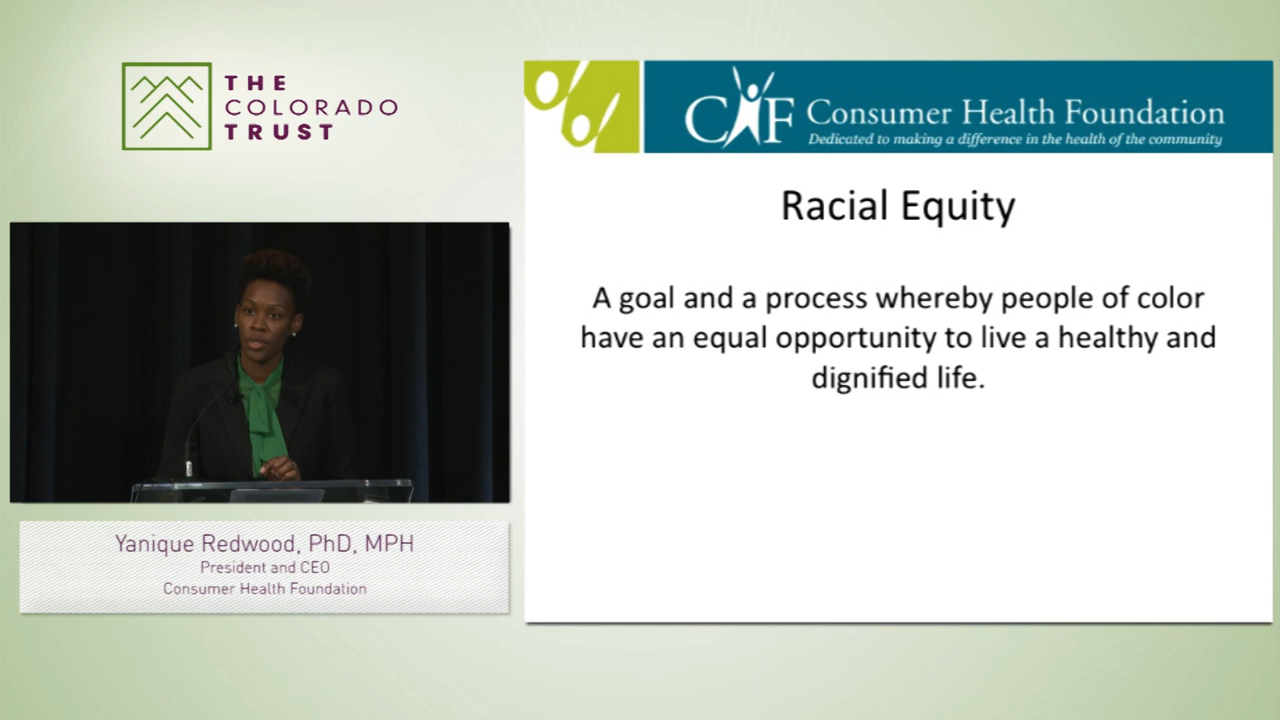 THE
COLORADO
TRUST
Yanique Redwood, PhD, MPH
President and CEO
Consumer Health Foundation
CHF Consumer Health Foundation
Dedicated to making a difference in the health of the community
Racial Equity
A goal and a process whereby people of color
have an equal opportunity to live a healthy and
dignified life.